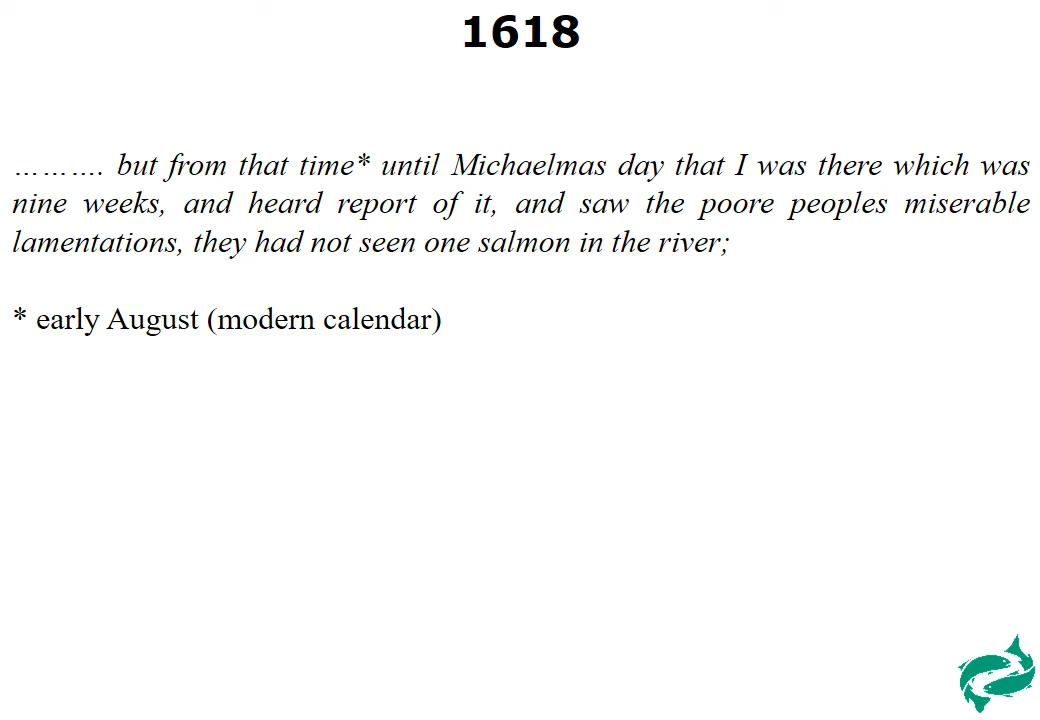 1618
………. but from that time* until Michaelmas day that I was there which was
nine weeks, and heard report of it, and saw the poore peoples miserable
lamentations, they had not seen one salmon in the river;
* early August (modern calendar)